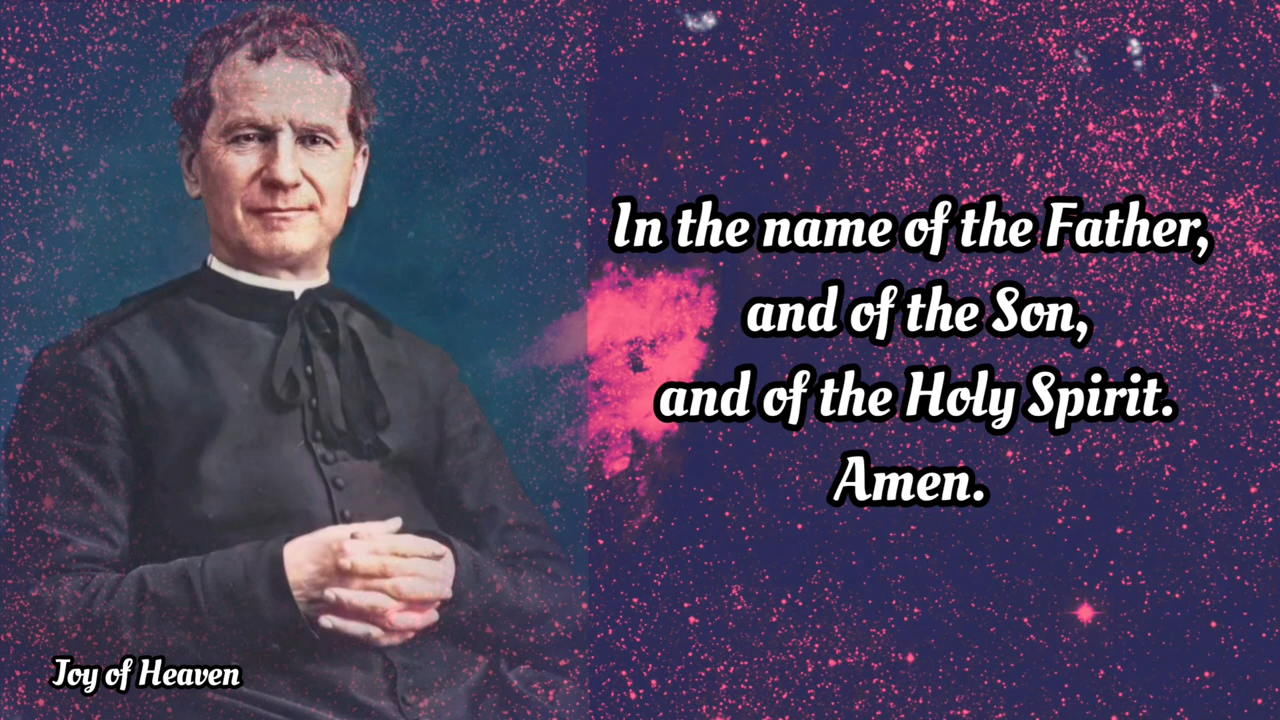 In the name of the Father,
and of the Son,
and of the Holy Spirit.
Amen.
Joy of Heaven